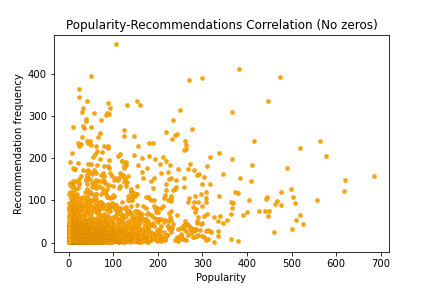 Popularity-Recommendations Correlation (No zeros)
Recommendation frequency
400
300
200
100
0
0 100 200 300 400 500 600 700
Popularity